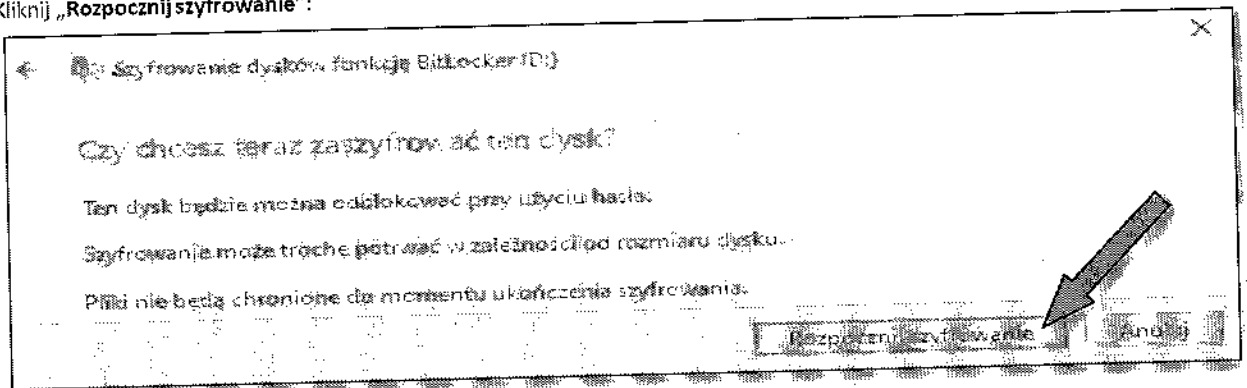 Kliknij „Rozpocznij szyfrowanie":
Szyfrowanie dysków funkcją BitLocker (D:)
Czy chcesz teraz zaszyfrować ten dysk?
Ten dysk będzie można odblokować przy użyciu hasła.
Szyfrowanie może trochę potrwać w zależności od rozmiaru dysku.
Pliki nie będą chronione do momentu ukończenia szyfrowania.
Rozpocznij szyfrowanie Anuluj